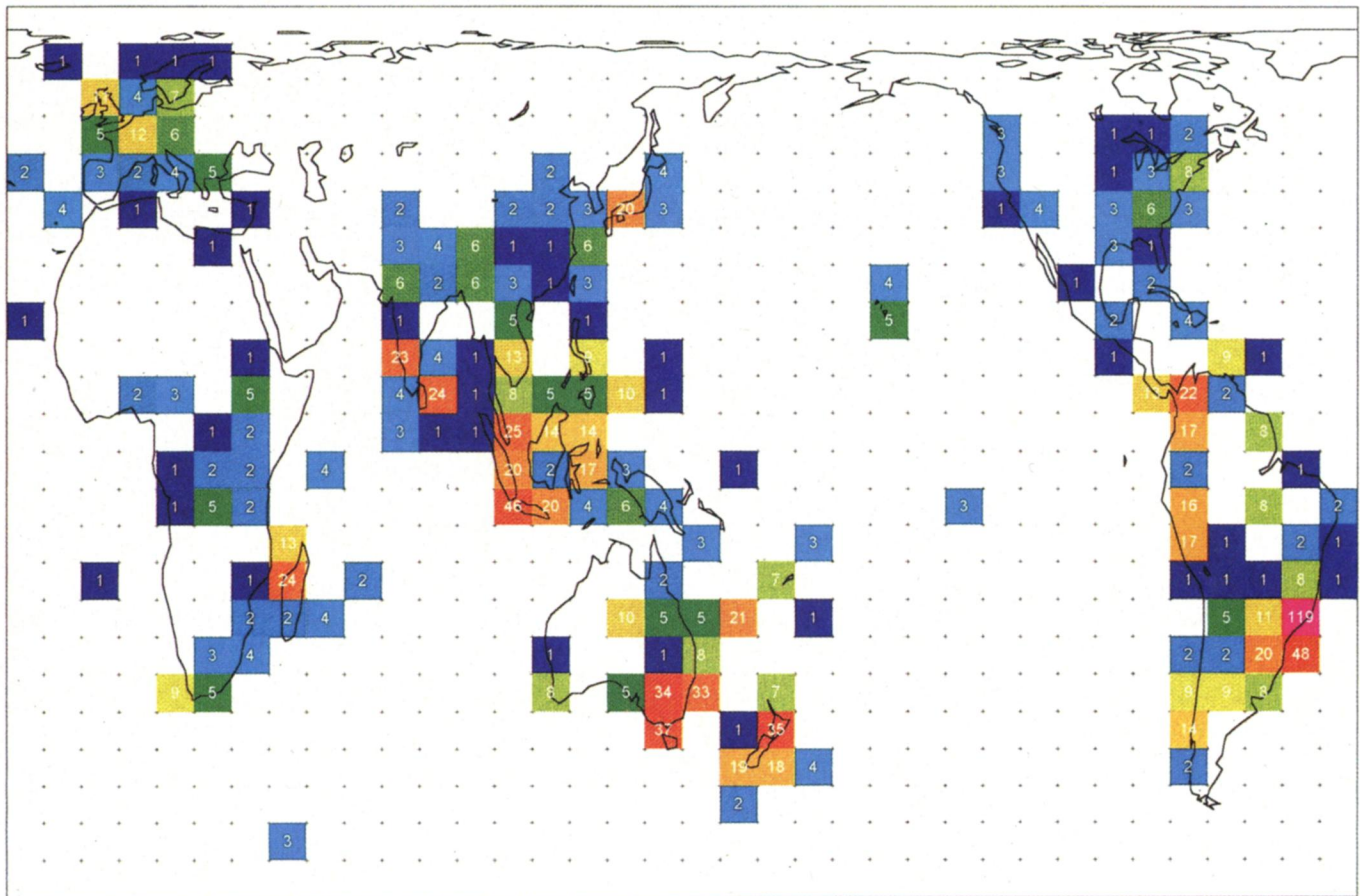 1 1 1 1
4 7
5 12 6 3 1 1 2
2 3 2 4 5 2 4 3 1 3 8
4 1 1 2 2 2 3 20 3 1 4 3 6 3
1 3 4 6 1 1 6 3 1
6 2 6 3 1 3 4 1 2
1 1 5 1 5 2 4
1 23 4 1 13 9 1 9 1
2 3 5 4 24 1 8 5 5 10 1 22 2
1 2 3 1 1 25 14 14 17 8
1 2 2 4 20 2 17 3 1 2 1
1 5 2 46 20 4 6 4 3 16 8 2
13 3 3 17 1 2 1
1 1 24 2 2 7 1 1 1 8 1
2 2 4 10 5 5 21 1 5 11 119
3 4 1 1 8 2 2 20 48
9 5 8 5 34 33 7 9 9 8
37 1 35 14
19 18 4 2
2
3